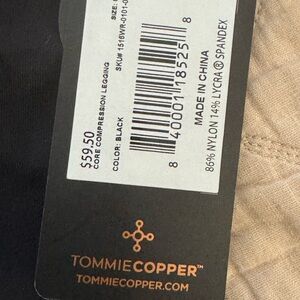 SIZE:
SKU# 1516WR-0101-0
8 40001 18525 8
MADE IN CHINA
86% NYLON 14% LYCRA ® SPANDEX
COLOR: BLACK
CORE COMPRESSION LEGGING
$59.50
TOMMIECOPPER™
TOMMIECOPPER.COM